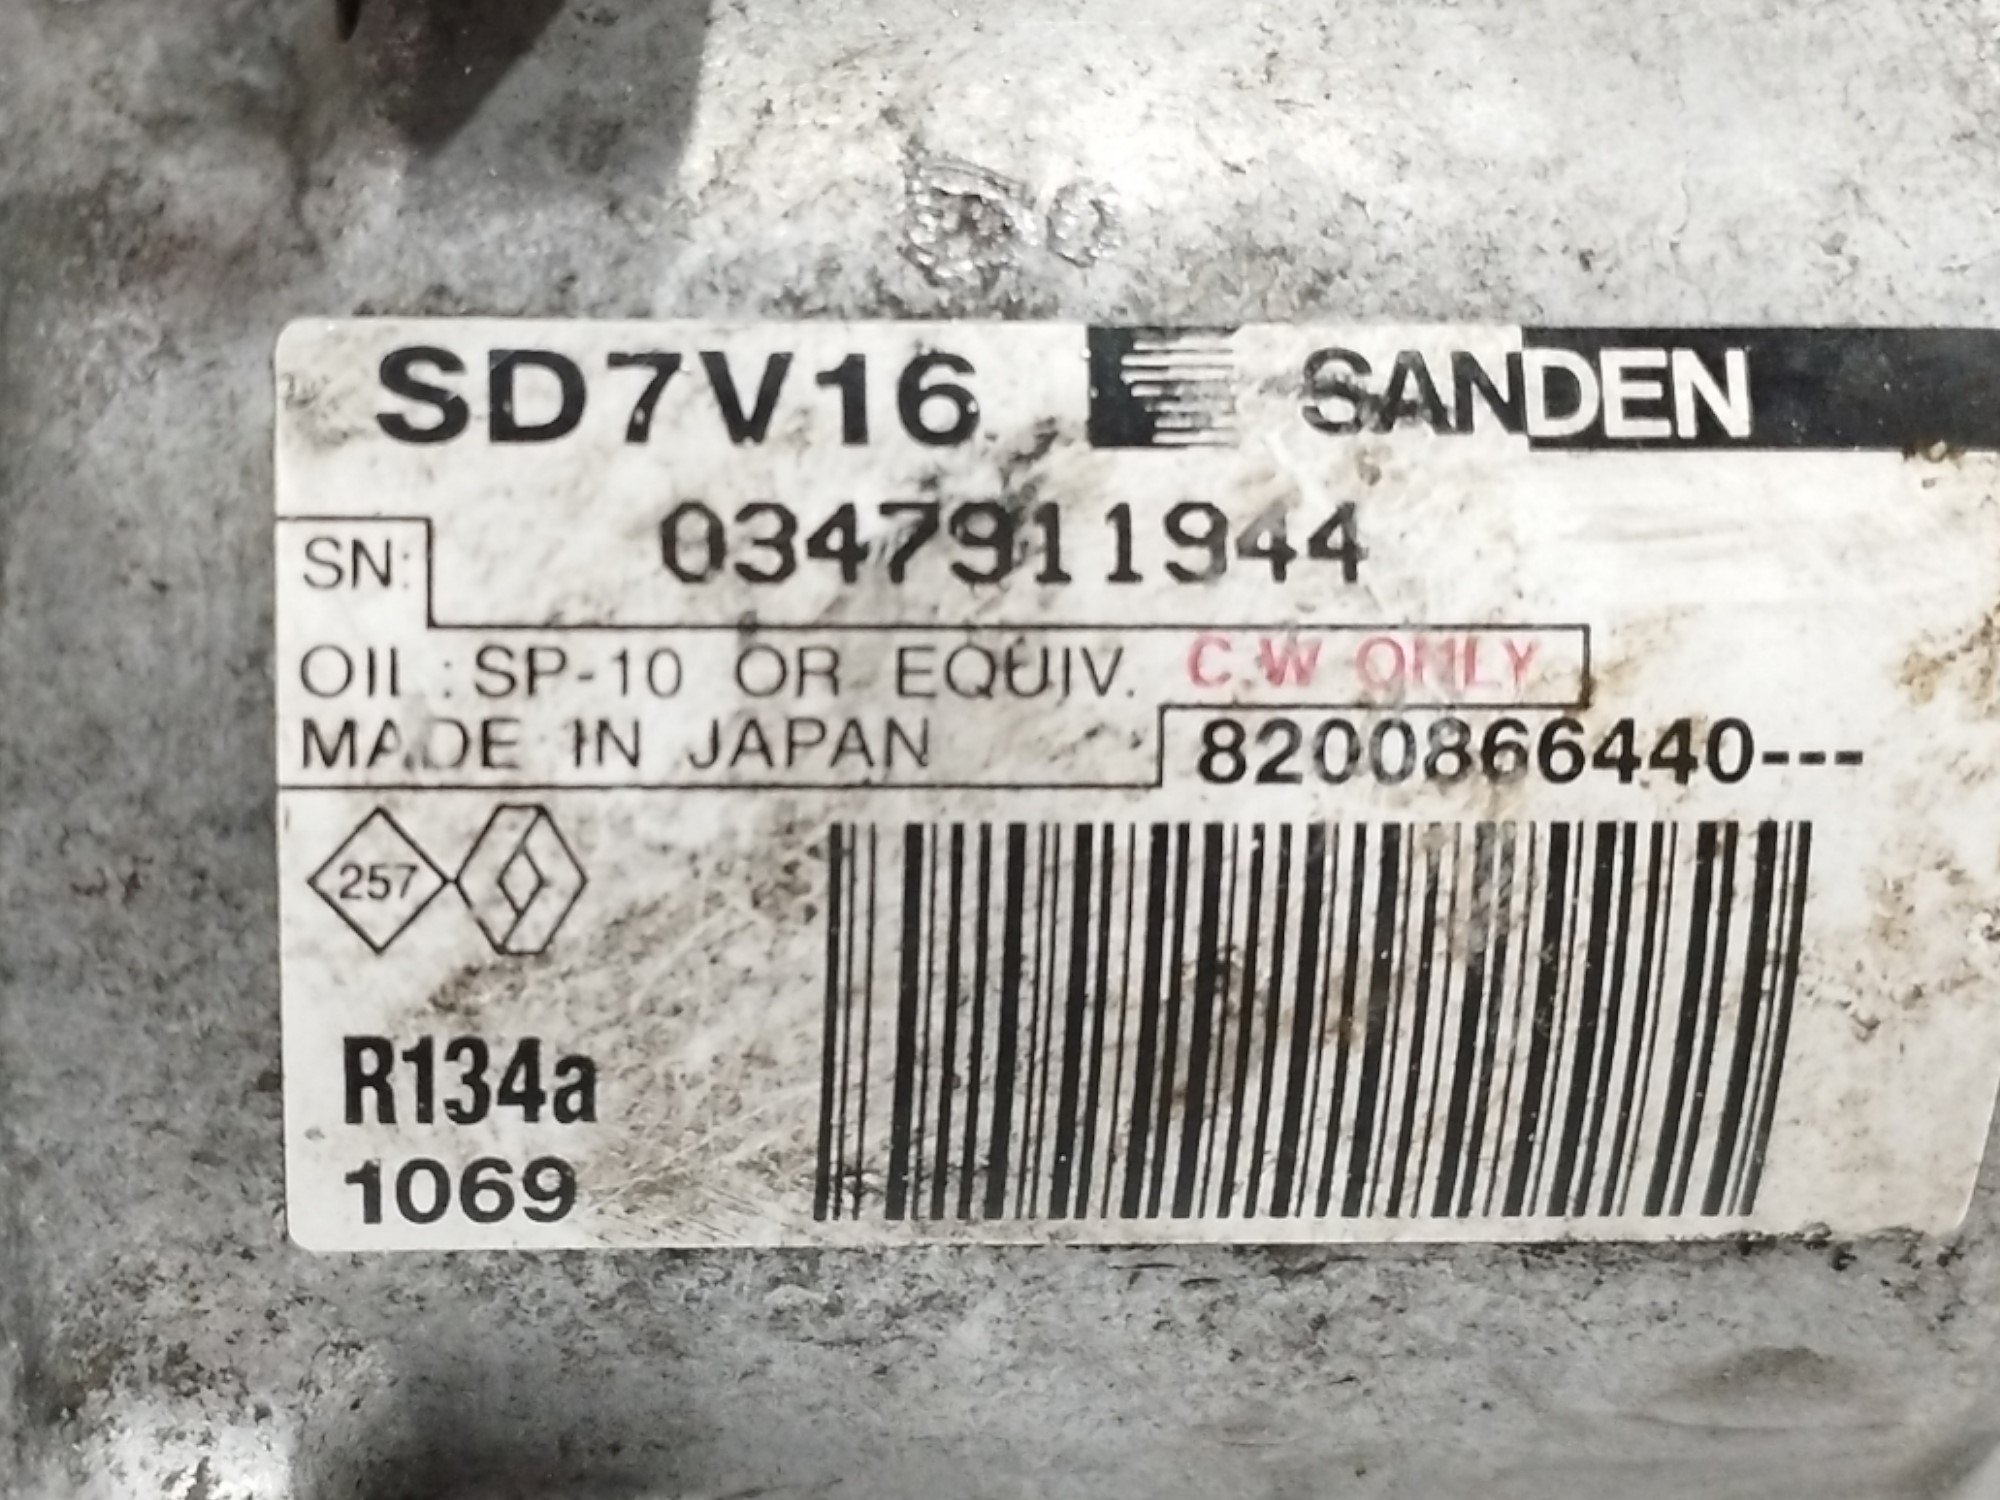 SD7V16 SANDEN
SN: 0347911944
OIL : SP-10 OR EQUIV. C.W ONLY
MADE IN JAPAN 8200866440---
257
R134a
1069